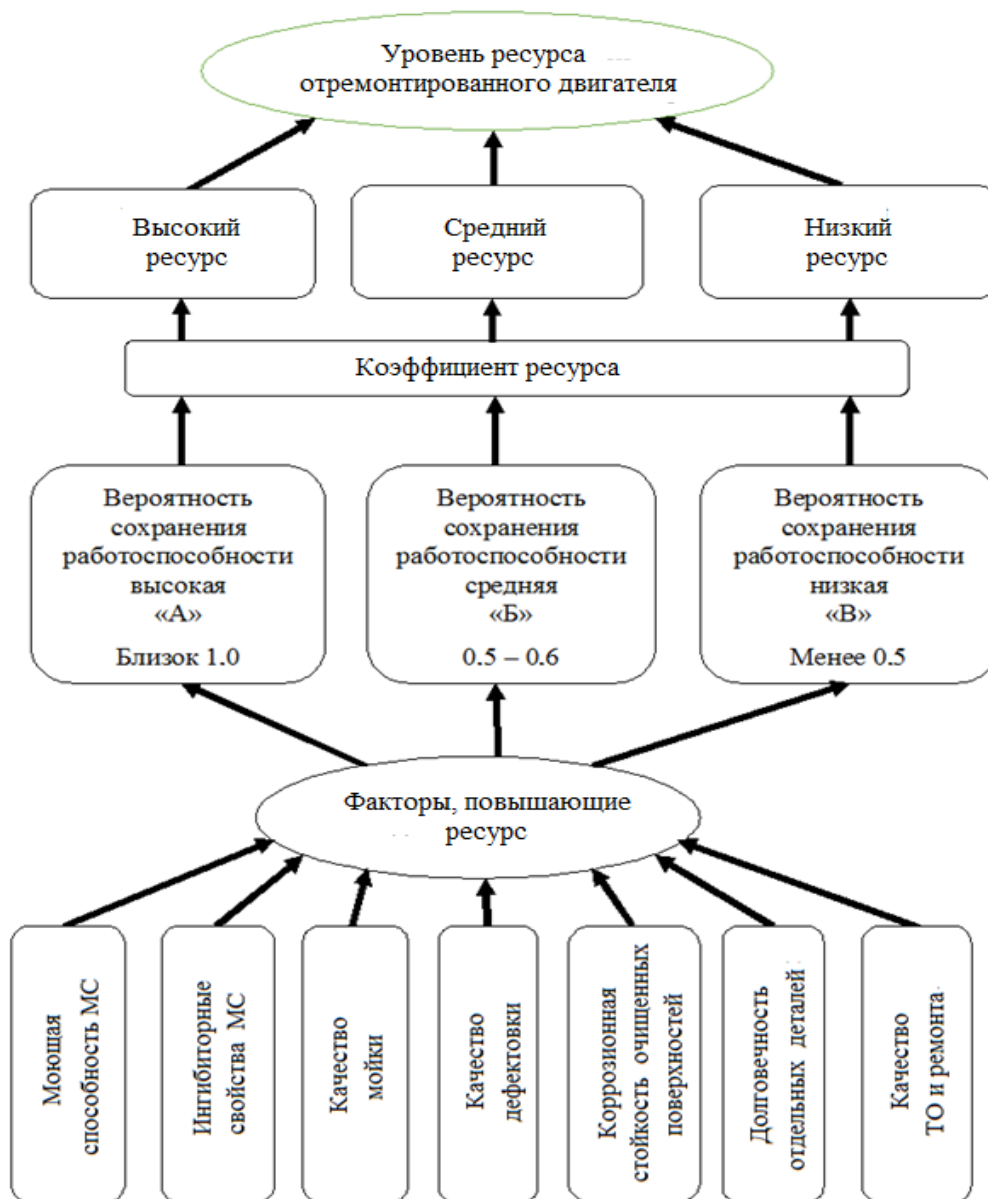 Уровень ресурса
отремонтированного двигателя
Высокий
ресурс
Средний
ресурс
Низкий
ресурс
Коэффициент ресурса
Вероятность
сохранения
работоспособности
высокая
«А»
Близок 1.0
Вероятность
сохранения
работоспособности
средняя
«Б»
0.5 – 0.6
Вероятность
сохранения
работоспособности
низкая
«В»
Менее 0.5
Факторы, повышающие
ресурс
Моющая
способность МС
Ингибиторные
свойства МС
Качество
мойки
Качество
дефектовки
Коррозионная
стойкость очищенных
поверхностей
Долговечность
отдельных деталей
Качество
ТО и ремонта